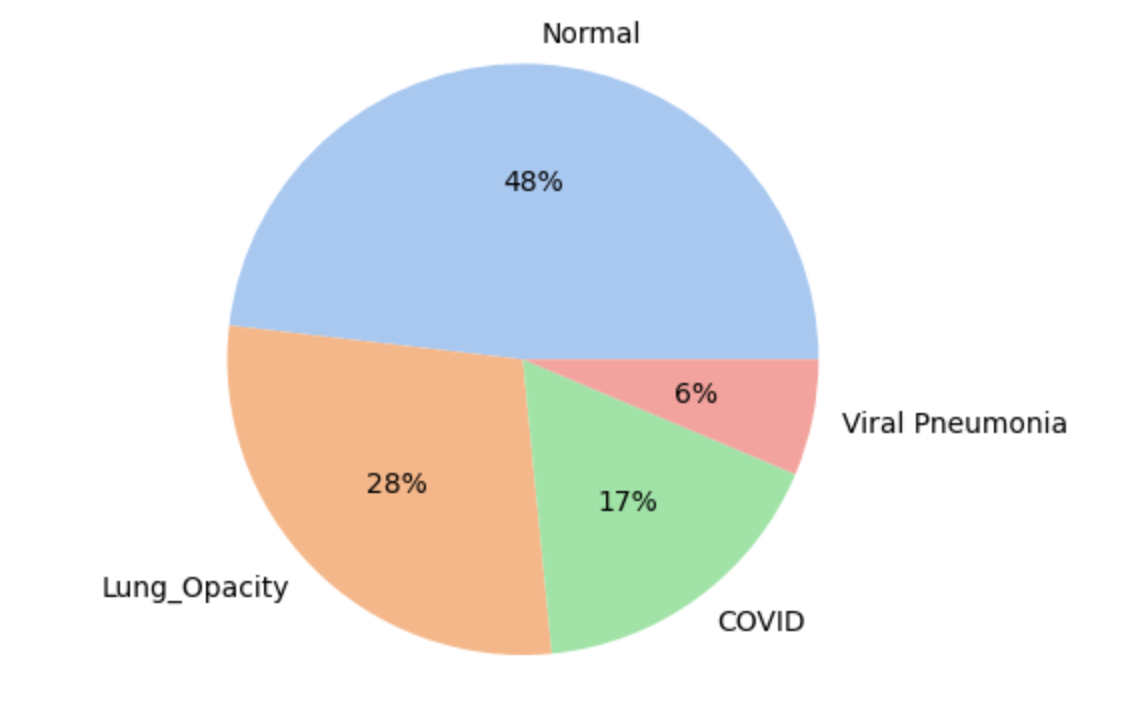 Normal
48%
6%
Viral Pneumonia
28%
17%
Lung_Opacity
COVID